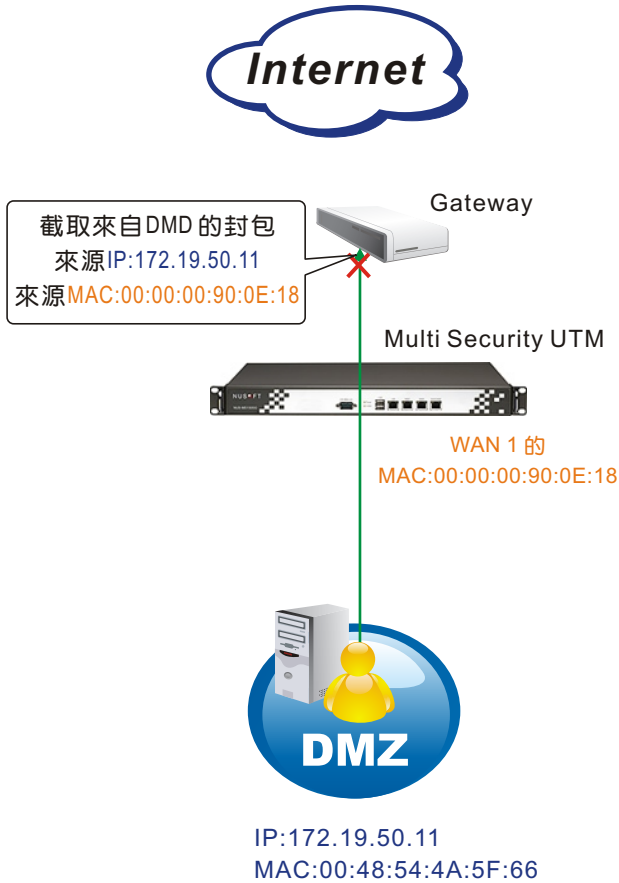 Internet
Gateway
截取來自DMD 的封包
來源IP:172.19.50.11
來源MAC:00:00:00:90:0E:18
Multi Security UTM
NUSOFT
WAN 1 的
MAC:00:00:00:90:0E:18
DMZ
IP:172.19.50.11
MAC:00:48:54:4A:5F:66